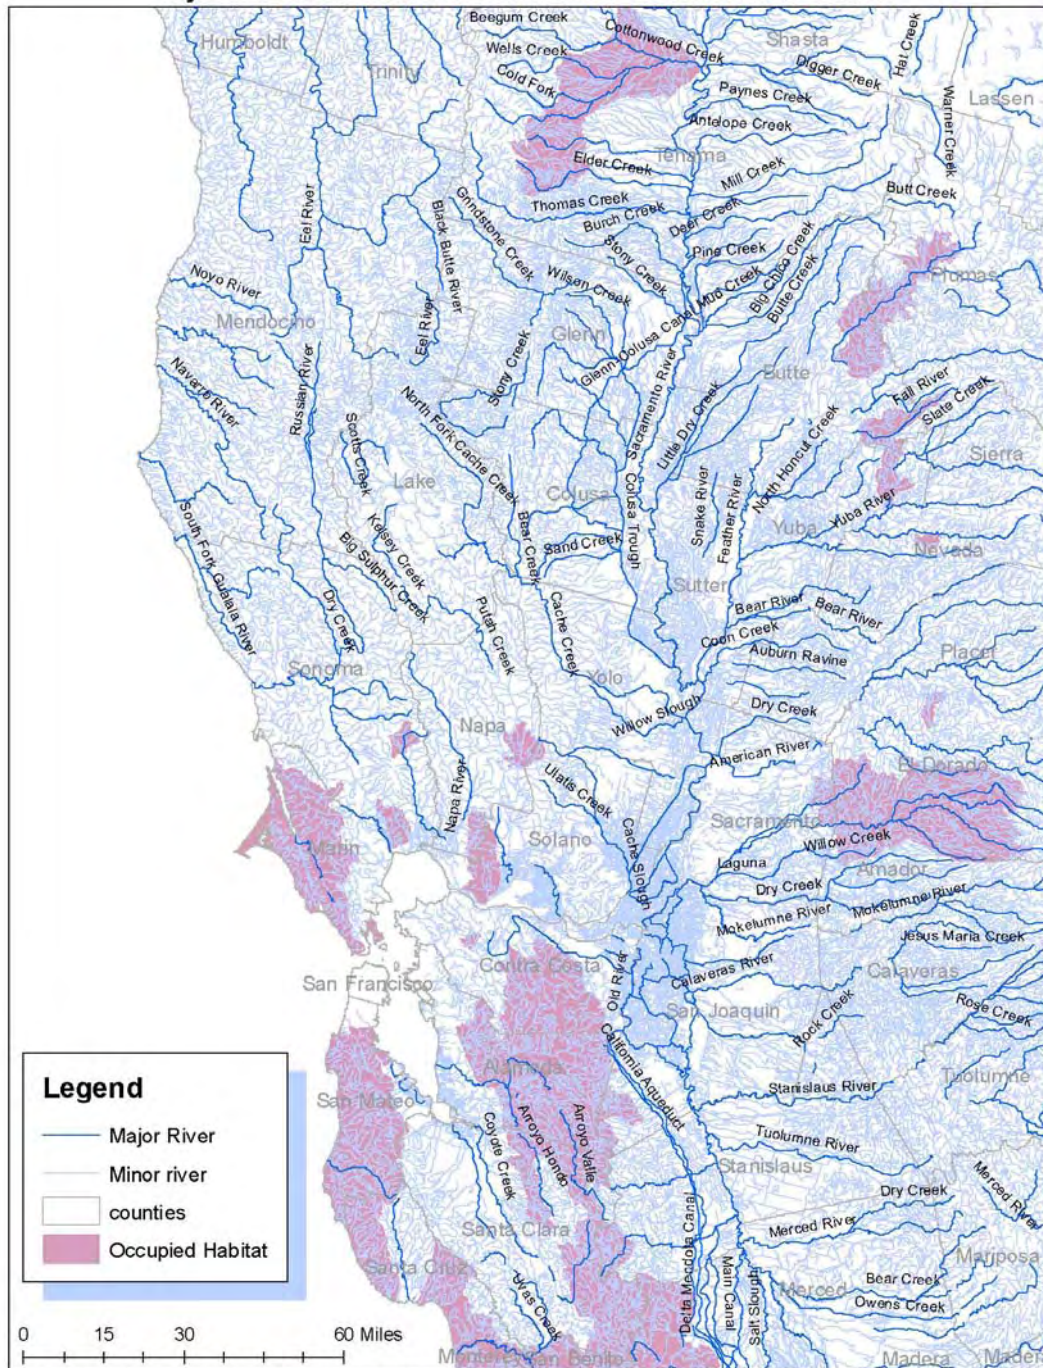 Beegum Creek
Humboldt
Cottonwood Creek
Shasta
Hat Creek
Wells Creek
Trinity
Digger Creek
Cold Fork
Paynes Creek
Lassen
Warner Creek
Antelope Creek
Tehama
Elder Creek
Mill Creek
Butt Creek
Thomas Creek
Grindstone Creek
Black Butte River
Burch Creek
Deer Creek
Eel River
Stony Creek
Pine Creek
Big Chico Creek
Butte Creek
Plumas
Noyo River
Wilsen Creek
Mud Creek
Mendocino
Eel River
Glenn
Glenn-Colusa Canal
Stony Creek
Sacramento River
Butte
Navarro River
Russian River
Fall River
Slate Creek
North Fork Cache Creek
Little Dry Creek
North Honcut Creek
Scotts Creek
Sierra
Lake
Colusa
Colusa Trough
Snake River
Feather River
Yuba River
Yuba
South Fork Gualala River
Kelsey Creek
Bear Creek
Sand Creek
Nevada
Big Sulphur Creek
Sutter
Dry Creek
Putah Creek
Cache Creek
Bear River
Bear River
Coon Creek
Auburn Ravine
Placer
Sonoma
Yolo
Willow Slough
Dry Creek
Napa
American River
Napa River
Ulatis Creek
El Dorado
Marin
Solano
Cache Slough
Sacramento
Willow Creek
Laguna
Amador
Dry Creek
Mokelumne River
Mokelumne River
Jesus Maria Creek
Contra Costa
Old River
Calaveras River
Calaveras
San Francisco
San Joaquin
Rock Creek
Rose Creek
California Aqueduct
Alameda
Stanislaus River
Tuolumne
San Mateo
Coyote Creek
Arroyo Hondo
Arroyo Valle
Tuolumne River
Stanislaus
Merced River
Dry Creek
Santa Clara
Delta Mendota Canal
Merced River
Mariposa
Santa Cruz
Uvas Creek
Main Canal
Salt Slough
Merced
Bear Creek
Owens Creek
Monterey
San Benito
Madera
Mader
Legend
Major River
Minor river
counties
Occupied Habitat
0 15 30 60 Miles